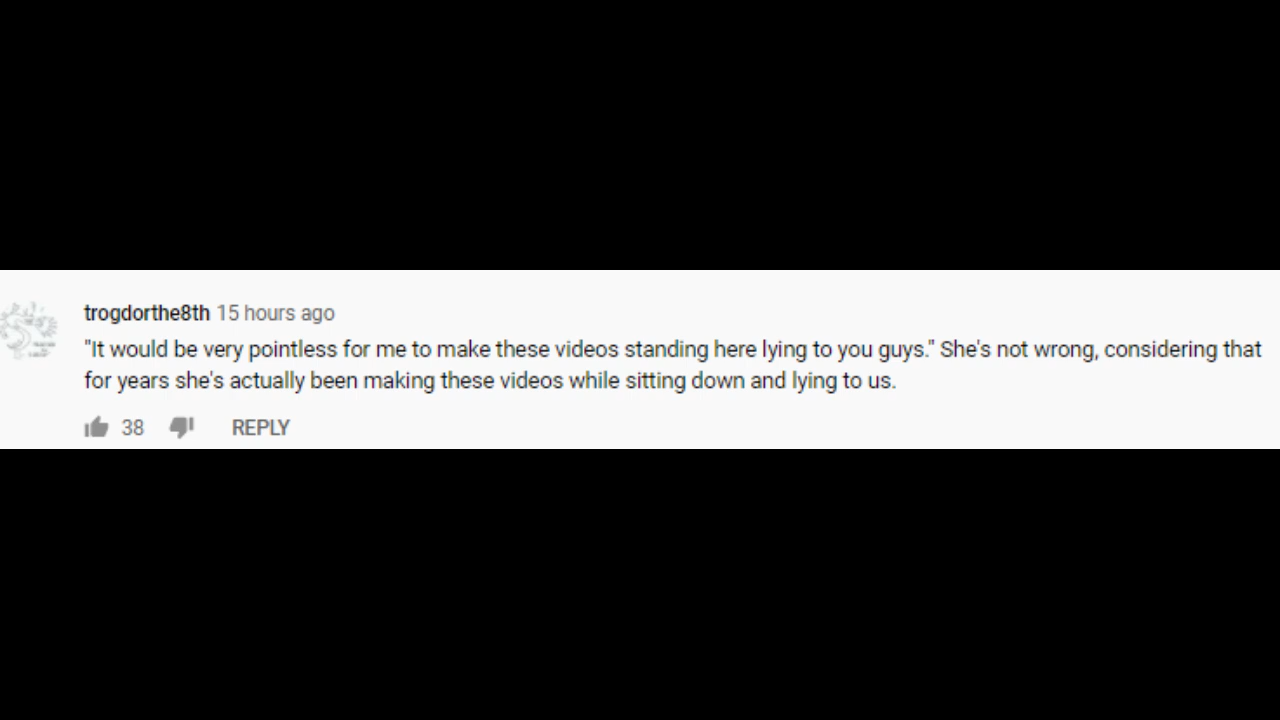 trogdorthe8th 15 hours ago
"It would be very pointless for me to make these videos standing here lying to you guys." She's not wrong, considering that
for years she's actually been making these videos while sitting down and lying to us.
38 REPLY